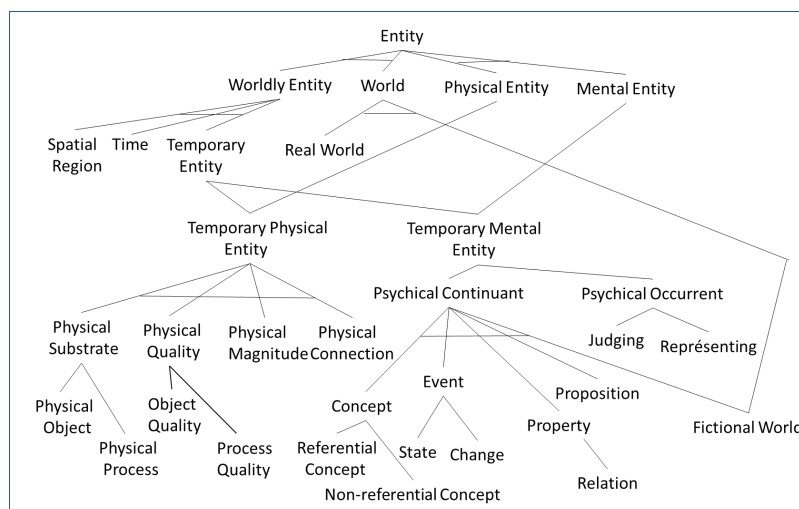 Entity
Worldly Entity
World
Physical Entity
Mental Entity
Spatial
Region
Time
Temporary
Entity
Real World
Temporary Physical
Entity
Temporary Mental
Entity
Psychical Continuant
Psychical Occurrent
Physical
Substrate
Physical
Quality
Physical
Magnitude
Physical
Connection
Judging
Représenting
Physical
Object
Object
Quality
Physical
Process
Process
Quality
Concept
Event
Proposition
Property
Fictional World
Referential
Concept
State
Change
Non-referential Concept
Relation